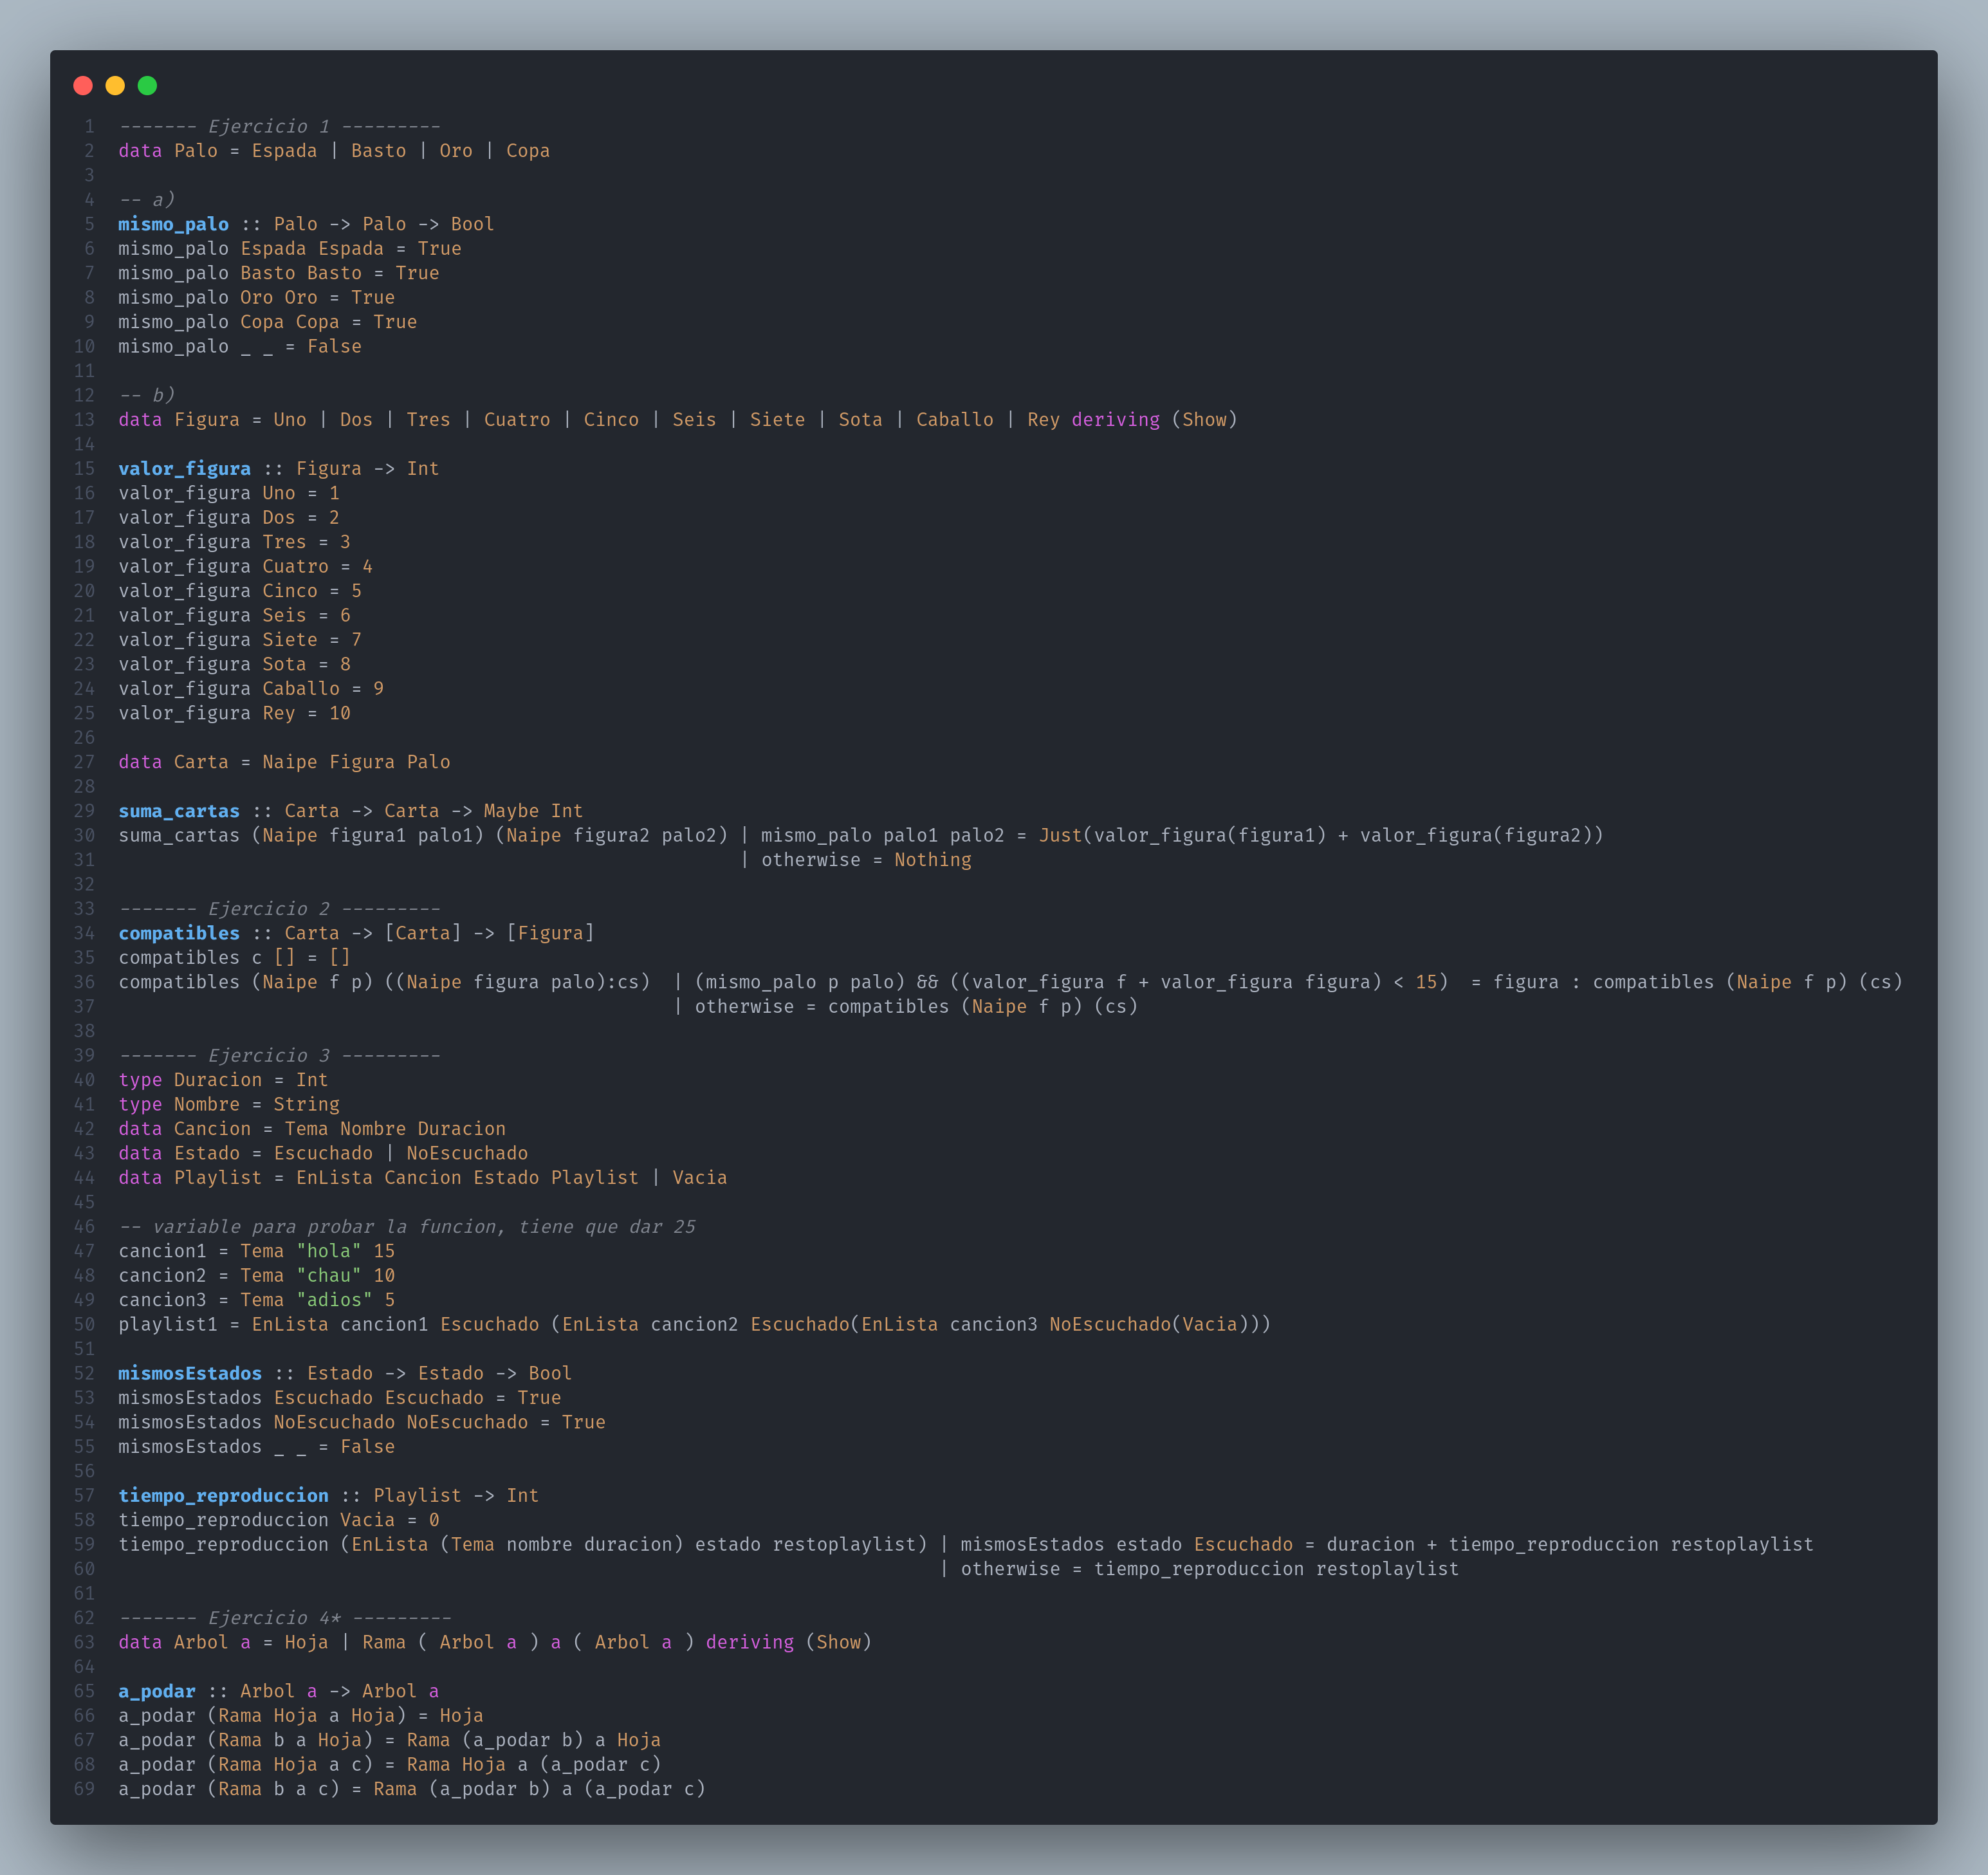 1 ------- Ejercicio 1 ---------
2 data Palo = Espada | Basto | Oro | Copa
3
4 -- a)
5 mismo_palo :: Palo -> Palo -> Bool
6 mismo_palo Espada Espada = True
7 mismo_palo Basto Basto = True
8 mismo_palo Oro Oro = True
9 mismo_palo Copa Copa = True
10 mismo_palo _ _ = False
11
12 -- b)
13 data Figura = Uno | Dos | Tres | Cuatro | Cinco | Seis | Siete | Sota | Caballo | Rey deriving (Show)
14
15 valor_figura :: Figura -> Int
16 valor_figura Uno = 1
17 valor_figura Dos = 2
18 valor_figura Tres = 3
19 valor_figura Cuatro = 4
20 valor_figura Cinco = 5
21 valor_figura Seis = 6
22 valor_figura Siete = 7
23 valor_figura Sota = 8
24 valor_figura Caballo = 9
25 valor_figura Rey = 10
26
27 data Carta = Naipe Figura Palo
28
29 suma_cartas :: Carta -> Carta -> Maybe Int
30 suma_cartas (Naipe figura1 palo1) (Naipe figura2 palo2) | mismo_palo palo1 palo2 = Just(valor_figura(figura1) + valor_figura(figura2))
31 | otherwise = Nothing
32
33 ------- Ejercicio 2 ---------
34 compatibles :: Carta -> [Carta] -> [Figura]
35 compatibles c [] = []
36 compatibles (Naipe f p) ((Naipe figura palo):cs)  | (mismo_palo p palo) && ((valor_figura f + valor_figura figura) < 15)  = figura : compatibles (Naipe f p) (cs)
37 | otherwise = compatibles (Naipe f p) (cs)
38
39 ------- Ejercicio 3 ---------
40 type Duracion = Int
41 type Nombre = String
42 data Cancion = Tema Nombre Duracion
43 data Estado = Escuchado | NoEscuchado
44 data Playlist = EnLista Cancion Estado Playlist | Vacia
45
46 -- variable para probar la funcion, tiene que dar 25
47 cancion1 = Tema "hola" 15
48 cancion2 = Tema "chau" 10
49 cancion3 = Tema "adios" 5
50 playlist1 = EnLista cancion1 Escuchado (EnLista cancion2 Escuchado(EnLista cancion3 NoEscuchado(Vacia)))
51
52 mismosEstados :: Estado -> Estado -> Bool
53 mismosEstados Escuchado Escuchado = True
54 mismosEstados NoEscuchado NoEscuchado = True
55 mismosEstados _ _ = False
56
57 tiempo_reproduccion :: Playlist -> Int
58 tiempo_reproduccion Vacia = 0
59 tiempo_reproduccion (EnLista (Tema nombre duracion) estado restoplaylist) | mismosEstados estado Escuchado = duracion + tiempo_reproduccion restoplaylist
60 | otherwise = tiempo_reproduccion restoplaylist
61
62 ------- Ejercicio 4* ---------
63 data Arbol a = Hoja | Rama ( Arbol a ) a ( Arbol a ) deriving (Show)
64
65 a_podar :: Arbol a -> Arbol a
66 a_podar (Rama Hoja a Hoja) = Hoja
67 a_podar (Rama b a Hoja) = Rama (a_podar b) a Hoja
68 a_podar (Rama Hoja a c) = Rama Hoja a (a_podar c)
69 a_podar (Rama b a c) = Rama (a_podar b) a (a_podar c)